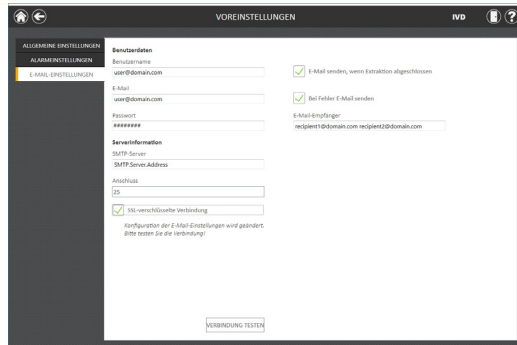 VOREINSTELLUNGEN
IVD
?
ALLGEMEINE EINSTELLUNGEN
ALARMEINSTELLUNGEN
E-MAIL-EINSTELLUNGEN
Benutzerdaten
Benutzername
user@domain.com
E-Mail
user@domain.com
Passwort
########
Serverinformation
SMTP-Server
SMTP.Server.Address
Anschluss
25
SSL-verschlüsselte Verbindung
Konfiguration der E-Mail-Einstellungen wird geändert.
Bitte testen Sie die Verbindung!
VERBINDUNG TESTEN
E-Mail senden, wenn Extraktion abgeschlossen
Bei Fehler E-Mail senden
E-Mail-Empfänger
recipient1@domain.com recipient2@domain.com